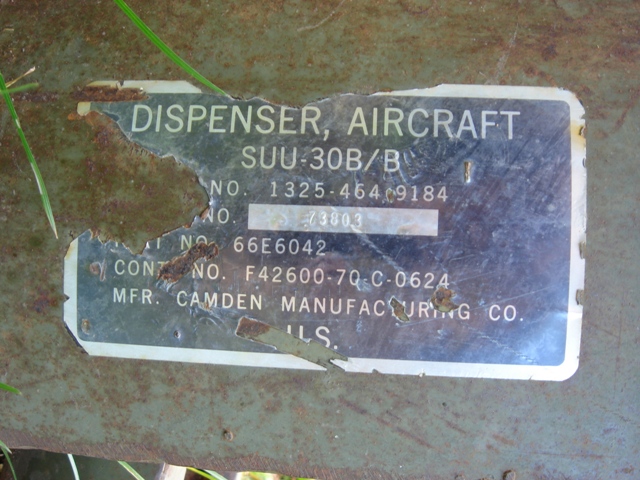 DISPENSER, AIRCRAFT
SUU-30B/B
NO. 1325-464-9184
NO. 73803
NO. 66E6042
CONT. NO. F42600-70-C-0624
MFR. CAMDEN MANUFACTURING CO.
U.S.